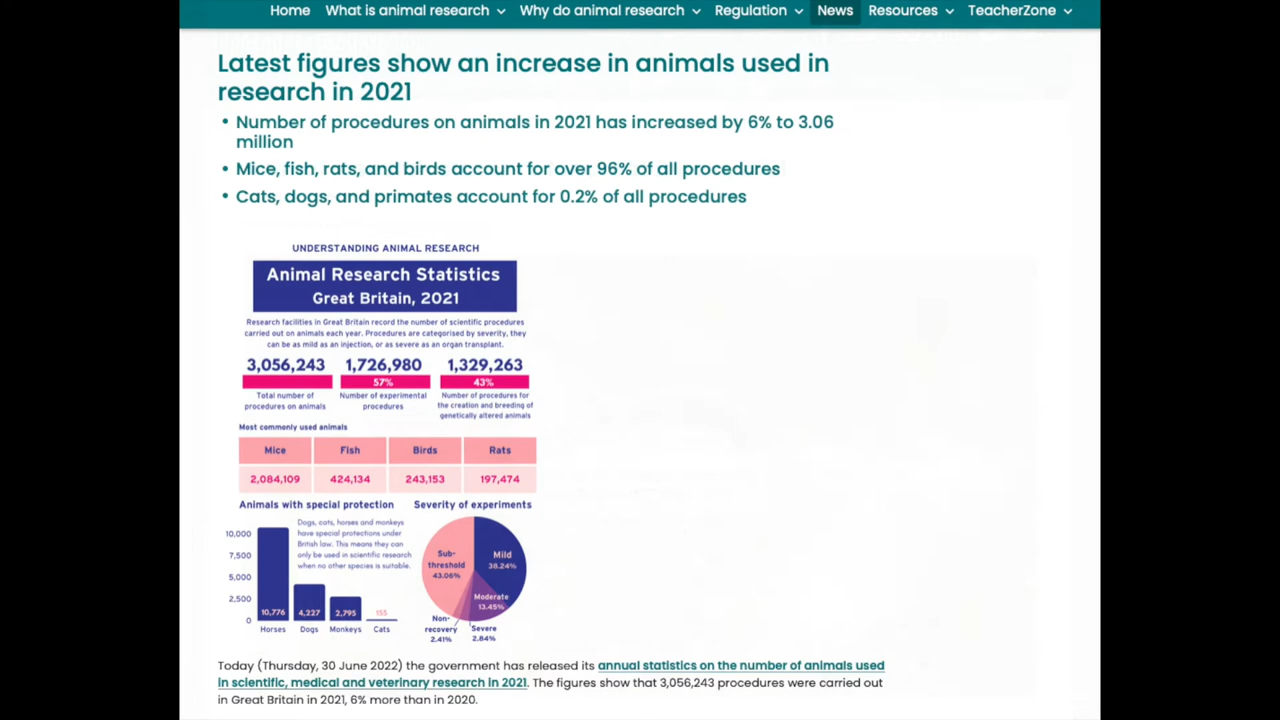 Home What is animal research Why do animal research Regulation News Resources TeacherZone
Latest figures show an increase in animals used in
research in 2021
• Number of procedures on animals in 2021 has increased by 6% to 3.06
million
• Mice, fish, rats, and birds account for over 96% of all procedures
• Cats, dogs, and primates account for 0.2% of all procedures
UNDERSTANDING ANIMAL RESEARCH
Animal Research Statistics
Great Britain, 2021
Research facilities in Great Britain record the number of scientific procedures
carried out on animals each year. Procedures are categorised by severity, they
can be as mild as an injection, or as severe as an organ transplant.
3,056,243 1,726,980 1,329,263
57% 43%
Total number of
procedures on animals
Number of experimental
procedures
Number of procedures for
the creation and breeding of
genetically altered animals
Most commonly used animals
Mice Fish Birds Rats
2,084,109 424,134 243,153 197,474
Animals with special protection
Dogs, cats, horses and monkeys
have special protections under
British law. This means they can
only be used in scientific research
when no other species is suitable.
10,000
7,500
5,000
2,500
0
10,776 4,227 2,795 155
Horses Dogs Monkeys Cats
Severity of experiments
Sub-
threshold
43.06%
Mild
38.24%
Moderate
13.45%
Non-
recovery
2.41%
Severe
2.84%
Today (Thursday, 30 June 2022) the government has released its annual statistics on the number of animals used
in scientific, medical and veterinary research in 2021. The figures show that 3,056,243 procedures were carried out
in Great Britain in 2021, 6% more than in 2020.